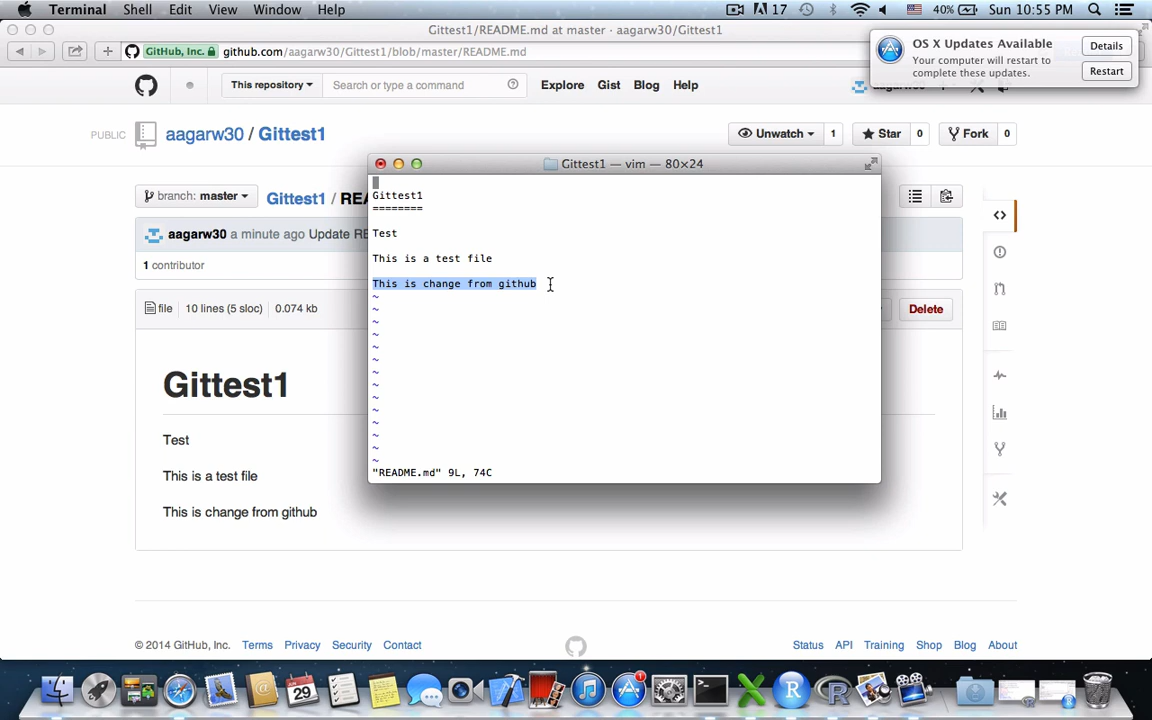 Terminal Shell Edit View Window Help 17 40% Sun 10:55 PM
Gittest1/README.md at master · aagarw30/Gittest1
GitHub, Inc. github.com/aagarw30/Gittest1/blob/master/README.md
OS X Updates Available
Your computer will restart to
complete these updates.
Details
Restart
This repository Search or type a command Explore Gist Blog Help
PUBLIC aagarw30 / Gittest1 Unwatch 1 Star 0 Fork 0
branch: master Gittest1 /
aagarw30 a minute ago Update
1 contributor
file 10 lines (5 sloc) 0.074 kb Delete
Gittest1
Test
This is a test file
This is change from github
Gittest1 — vim — 80×24
Gittest1
========
Test
This is a test file
This is change from github
~
~
~
~
~
~
~
~
~
~
~
~
~
~
"README.md" 9L, 74C
© 2014 GitHub, Inc. Terms Privacy Security Contact
Status API Training Shop Blog About
JUN
29
1